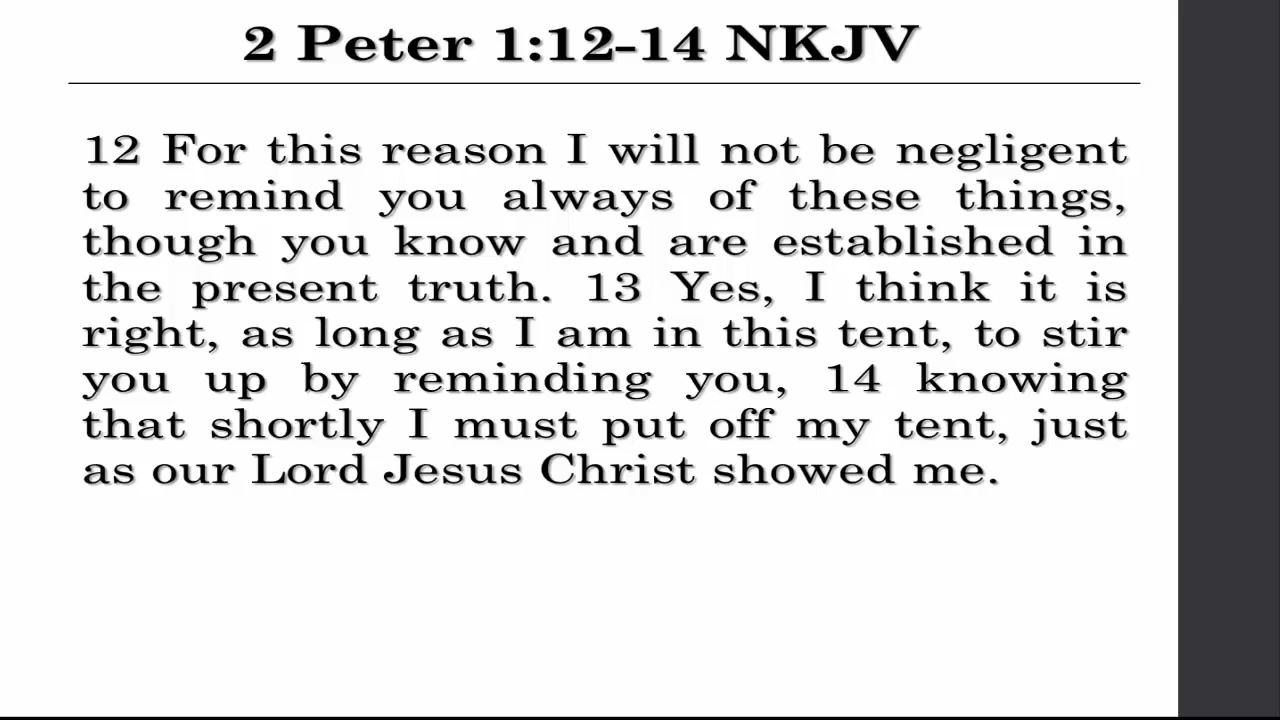 2 Peter 1:12-14 NKJV
12 For this reason I will not be negligent
to remind you always of these things,
though you know and are established in
the present truth. 13 Yes, I think it is
right, as long as I am in this tent, to stir
you up by reminding you, 14 knowing
that shortly I must put off my tent, just
as our Lord Jesus Christ showed me.